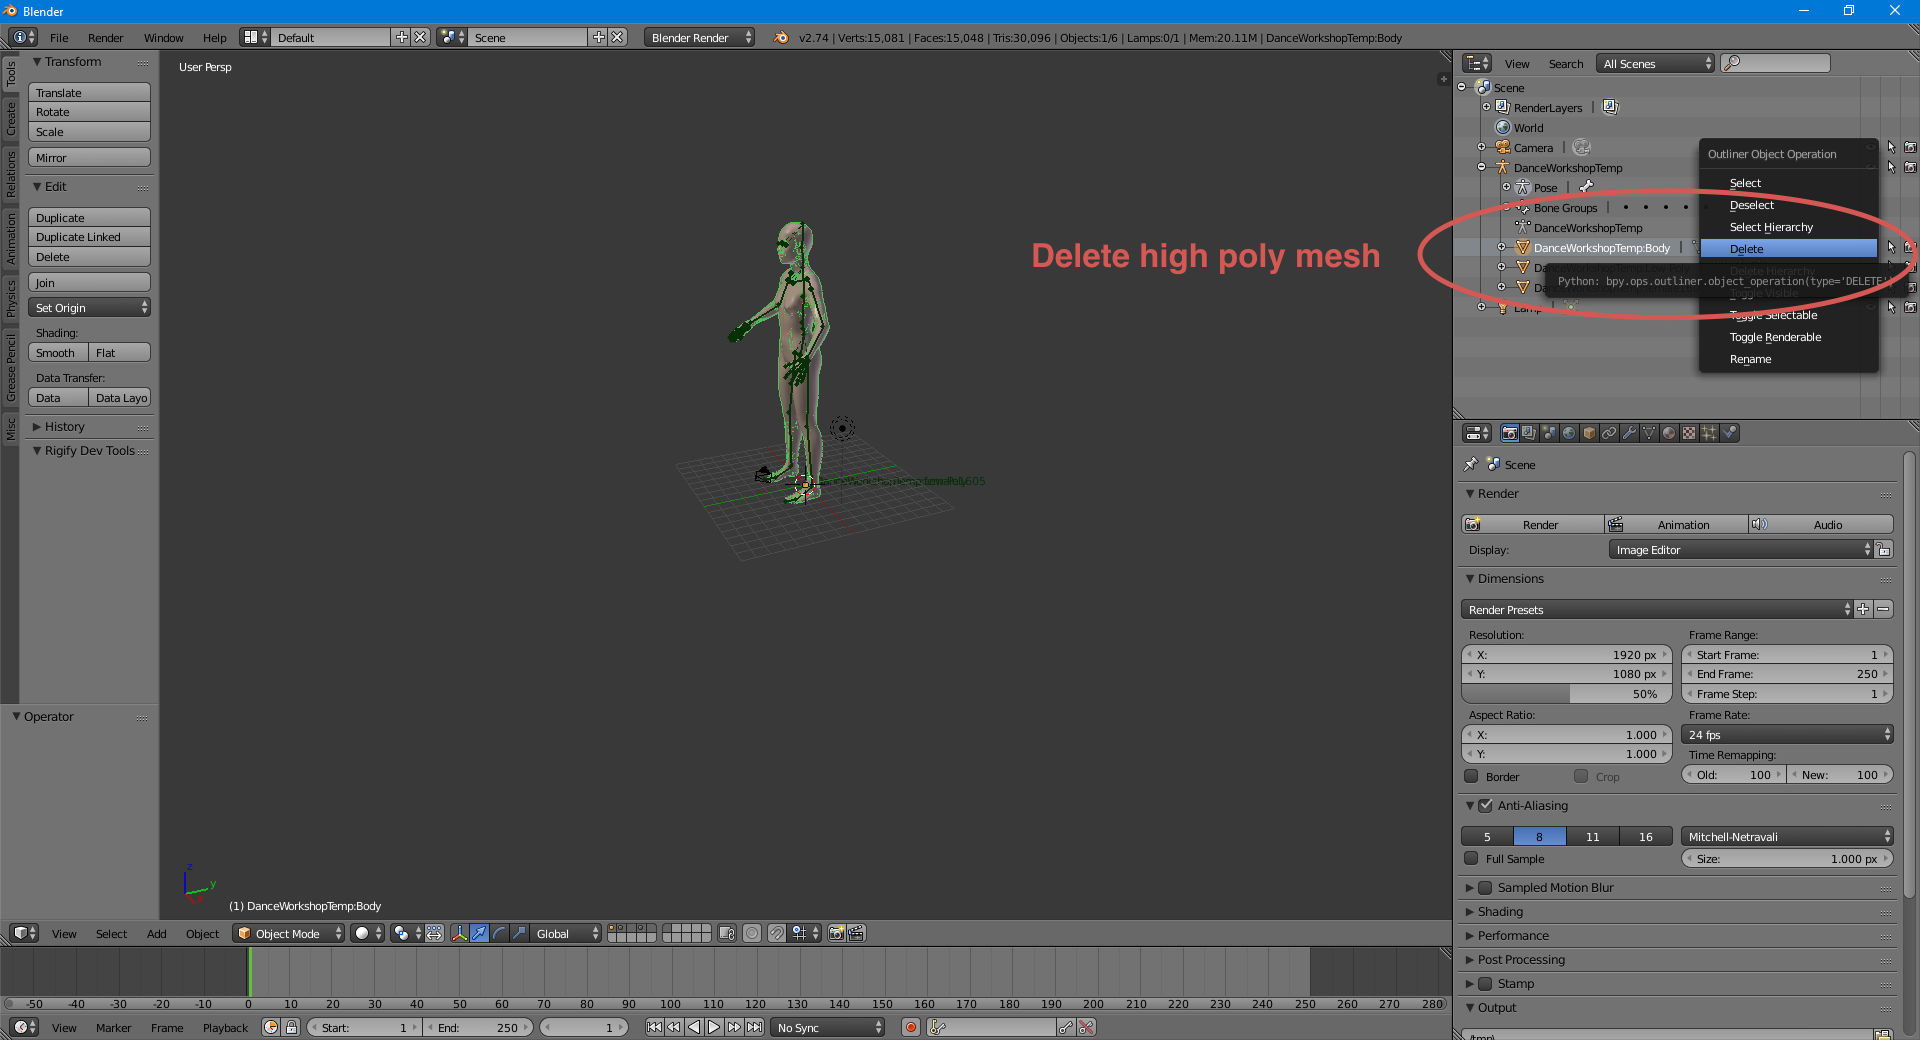 Blender
File Render Window Help Default Scene Blender Render v2.74 | Verts:15,081 | Faces:15,048 | Tris:30,096 | Objects:1/6 | Lamps:0/1 | Mem:20.11M | DanceWorkshopTemp:Body
Tools
Create
Relations
Animation
Physics
Grease Pencil
Misc
Transform
Translate
Rotate
Scale
Mirror
Edit
Duplicate
Duplicate Linked
Delete
Join
Set Origin
Shading:
Smooth Flat
Data Transfer:
Data Data Layo
History
Rigify Dev Tools
Operator
User Persp
Delete high poly mesh
z
y
x
(1) DanceWorkshopTemp:Body
View Search All Scenes
Scene
RenderLayers
World
Camera
DanceWorkshopTemp
Pose
Bone Groups
DanceWorkshopTemp
DanceWorkshopTemp:Body
Outliner Object Operation
Select
Deselect
Select Hierarchy
Delete
Delete Hierarchy
Python: bpy.ops.outliner.object_operation(type='DELETE'
Toggle Visible
Toggle Selectable
Toggle Renderable
Rename
Scene
Render
Render Animation Audio
Display: Image Editor
Dimensions
Render Presets
Resolution: Frame Range:
X: 1920 px Start Frame: 1
Y: 1080 px End Frame: 250
50% Frame Step: 1
Aspect Ratio: Frame Rate:
X: 1.000 24 fps
Y: 1.000 Time Remapping:
Border Crop Old: 100 New: 100
Anti-Aliasing
5 8 11 16 Mitchell-Netravali
Full Sample Size: 1.000 px
Sampled Motion Blur
Shading
Performance
Post Processing
Stamp
Output
/tmp\
View Select Add Object Object Mode Global
-50 -40 -30 -20 -10 0 10 20 30 40 50 60 70 80 90 100 110 120 130 140 150 160 170 180 190 200 210 220 230 240 250 260 270 280
View Marker Frame Playback Start: 1 End: 250 1 No Sync